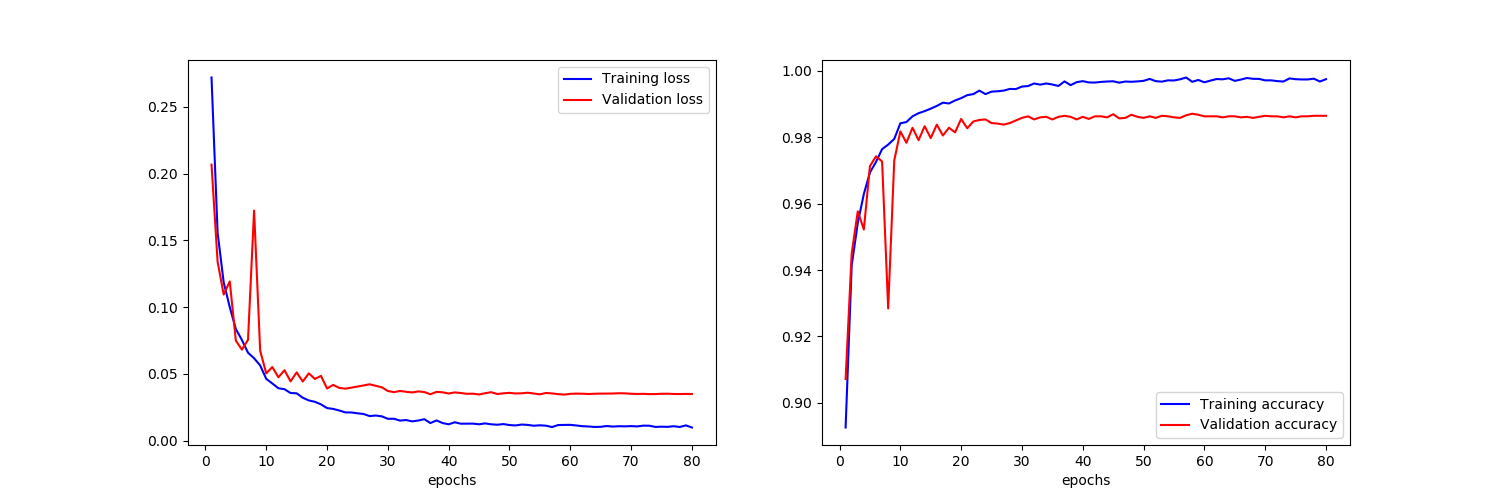 Training loss
Validation loss
0.25
0.20
0.15
0.10
0.05
0.00
0 10 20 30 40 50 60 70 80
epochs
1.00
0.98
0.96
0.94
0.92
0.90
Training accuracy
Validation accuracy
0 10 20 30 40 50 60 70 80
epochs